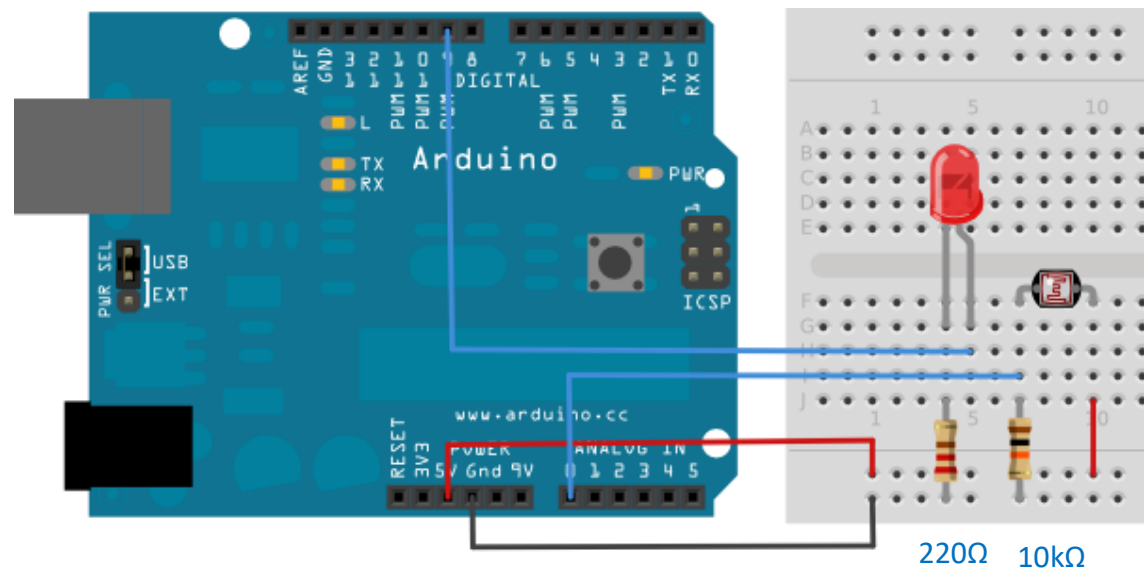 AREF
GND
13
12
PWM 11
PWM 10
PWM 9
8
7
PWM 6
PWM 5
4
PWM 3
2
TX 1
RX 0
DIGITAL
L
TX
RX
Arduino
PWR
1
ICSP
PWR SEL
USB
EXT
www.arduino.cc
POWER
ANALOG IN
RESET
3V3
5V Gnd 9V
0 1 2 3 4 5
1 5 10
A
B
C
D
E
F
G
H
I
J
1 5 10
220Ω 10kΩ